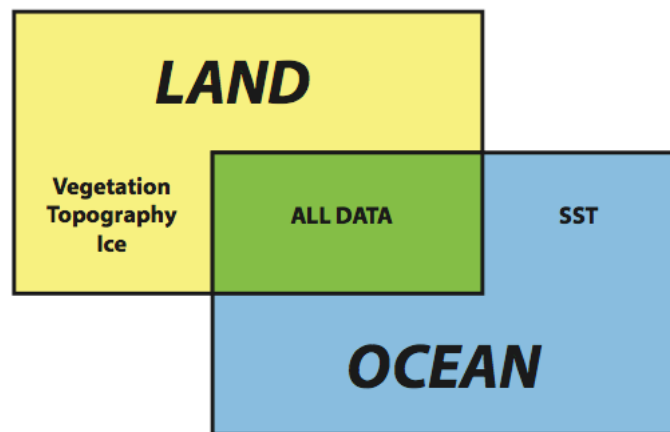 LAND
Vegetation
Topography
Ice
ALL DATA
SST
OCEAN